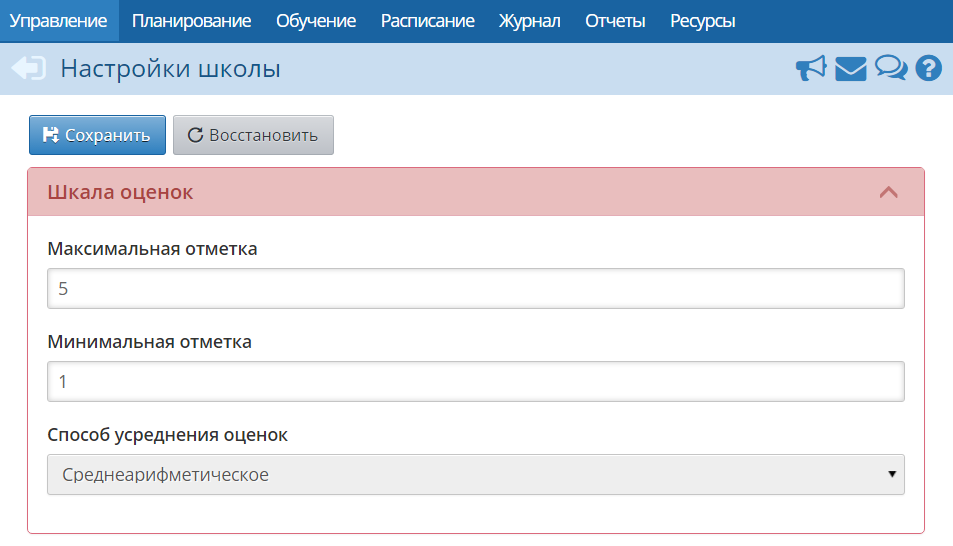 Управление Планирование Обучение Расписание Журнал Отчеты Ресурсы
Настройки школы
Сохранить Восстановить
Шкала оценок
Максимальная отметка
5
Минимальная отметка
1
Способ усреднения оценок
Среднеарифметическое